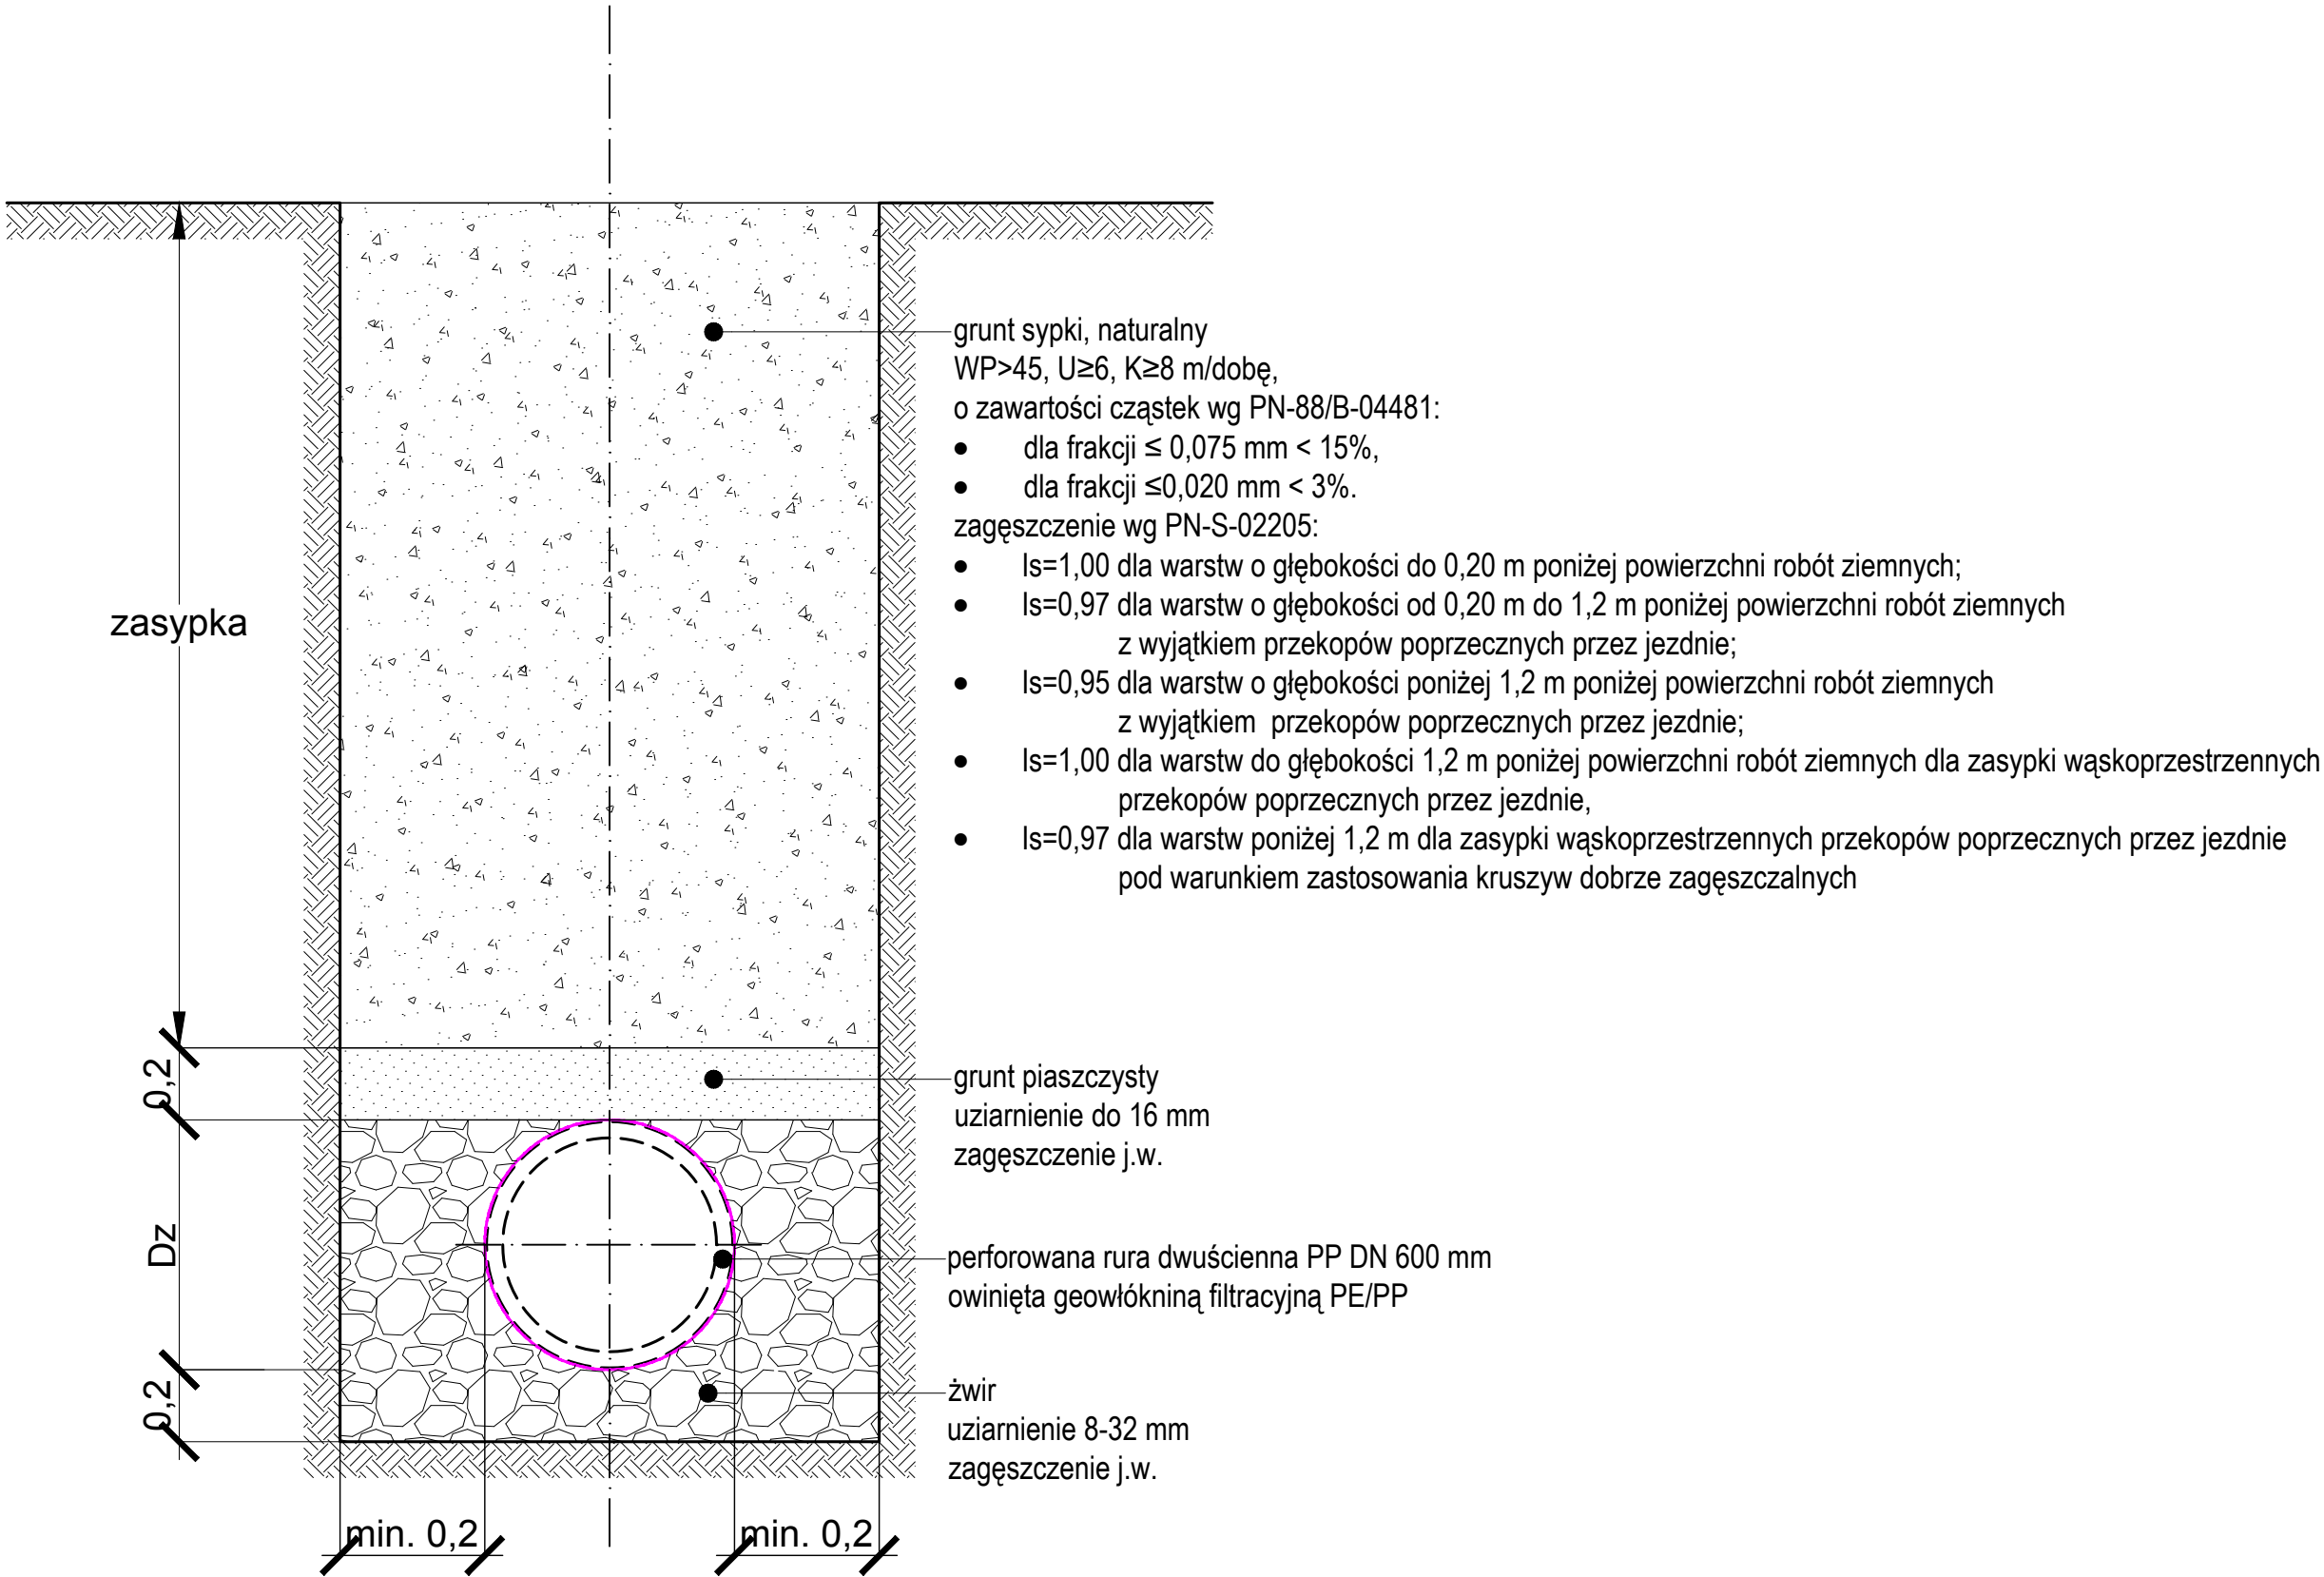 grunt sypki, naturalny
WP>45, U≥6, K≥8 m/dobę,
o zawartości cząstek wg PN-88/B-04481:
• dla frakcji ≤ 0,075 mm < 15%,
• dla frakcji ≤0,020 mm < 3%.
zagęszczenie wg PN-S-02205:
• Is=1,00 dla warstw o głębokości do 0,20 m poniżej powierzchni robót ziemnych;
• Is=0,97 dla warstw o głębokości od 0,20 m do 1,2 m poniżej powierzchni robót ziemnych
z wyjątkiem przekopów poprzecznych przez jezdnie;
• Is=0,95 dla warstw o głębokości poniżej 1,2 m poniżej powierzchni robót ziemnych
z wyjątkiem przekopów poprzecznych przez jezdnie;
• Is=1,00 dla warstw do głębokości 1,2 m poniżej powierzchni robót ziemnych dla zasypki wąskoprzestrzennych
przekopów poprzecznych przez jezdnie,
• Is=0,97 dla warstw poniżej 1,2 m dla zasypki wąskoprzestrzennych przekopów poprzecznych przez jezdnie
pod warunkiem zastosowania kruszyw dobrze zagęszczalnych
zasypka
0,2
grunt piaszczysty
uziarnienie do 16 mm
zagęszczenie j.w.
Dz
perforowana rura dwuścienna PP DN 600 mm
owinięta geowłókniną filtracyjną PE/PP
0,2
żwir
uziarnienie 8-32 mm
zagęszczenie j.w.
min. 0,2
min. 0,2